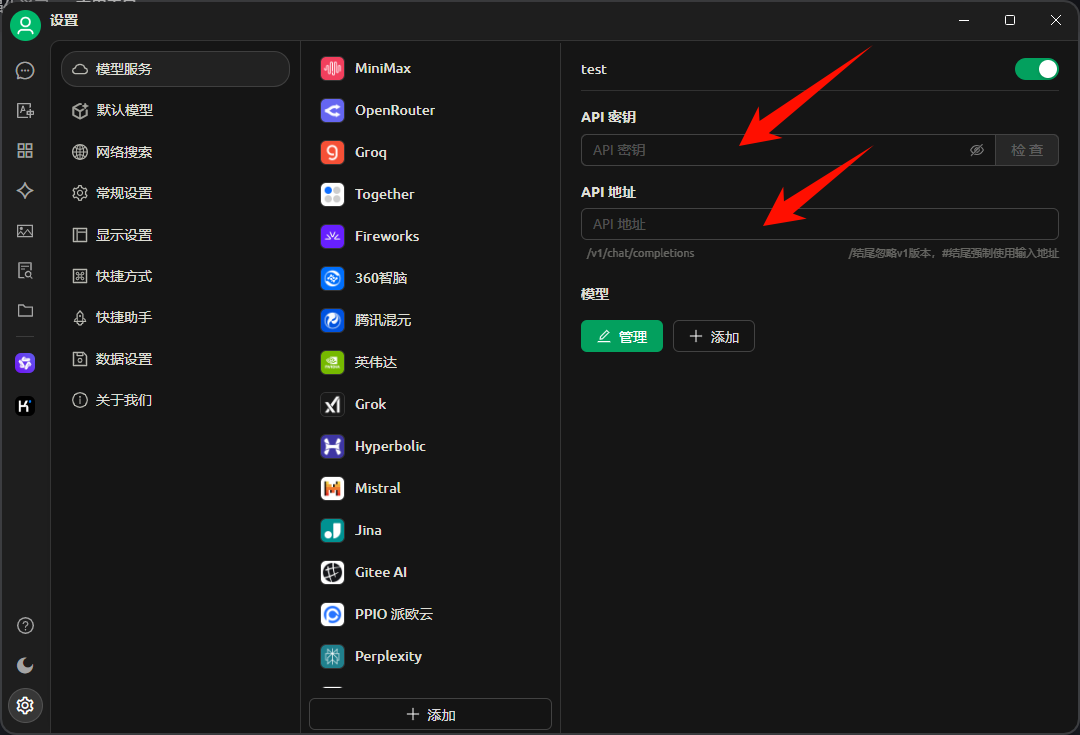 设置
模型服务
默认模型
网络搜索
常规设置
显示设置
快捷方式
快捷助手
数据设置
关于我们
MiniMax
OpenRouter
Groq
Together
Fireworks
360智脑
腾讯混元
英伟达
Grok
Hyperbolic
Mistral
Jina
Gitee AI
PPIO 派欧云
Perplexity
添加
test
API 密钥
API 密钥
检查
API 地址
API 地址
/v1/chat/completions
/结尾忽略v1版本，#结尾强制使用输入地址
模型
管理
添加